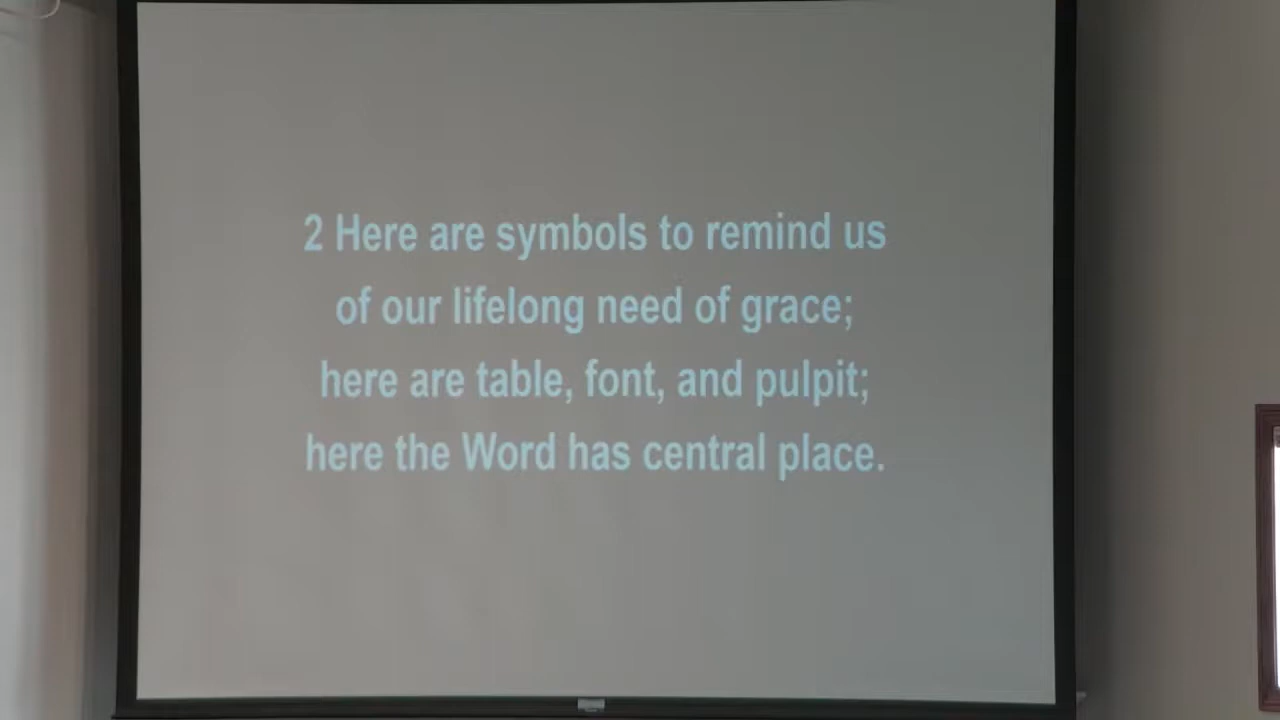 2 Here are symbols to remind us
of our lifelong need of grace;
here are table, font, and pulpit;
here the Word has central place.